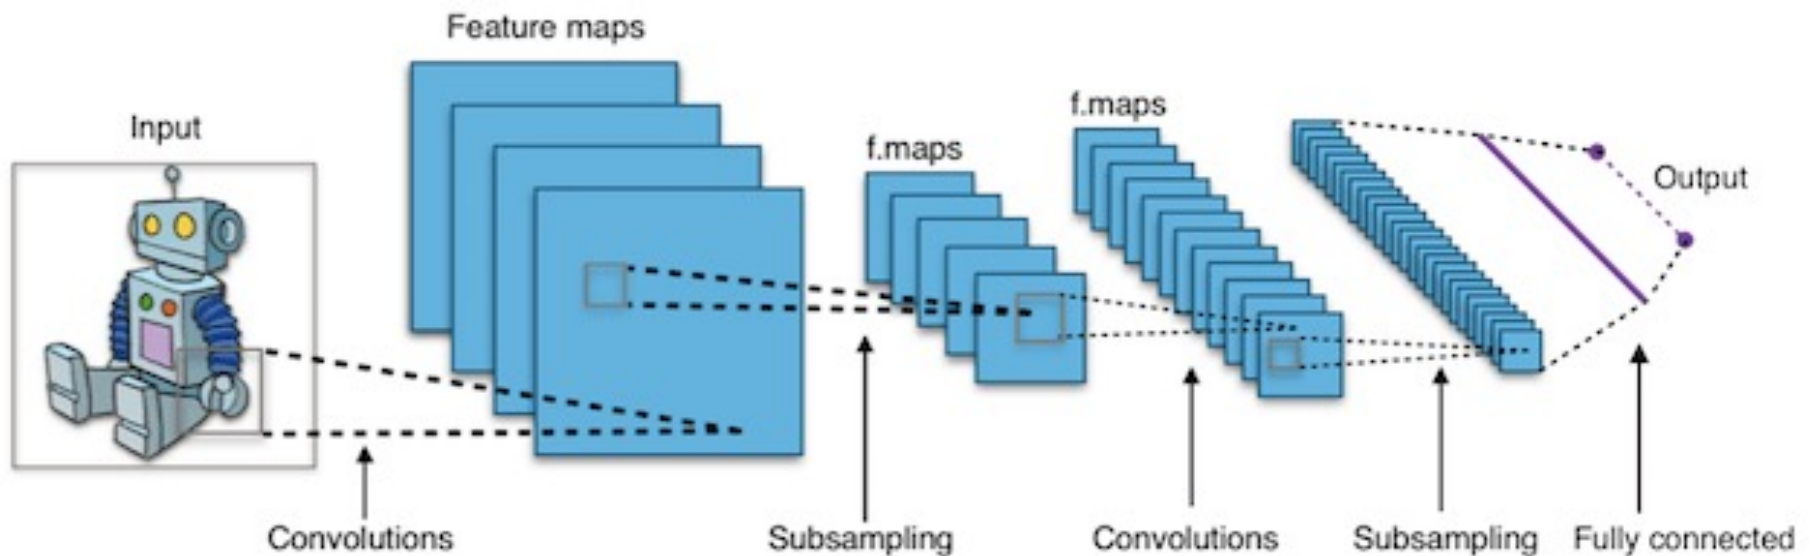 Feature maps
Input
f.maps
f.maps
Output
Convolutions
Subsampling
Convolutions
Subsampling
Fully connected